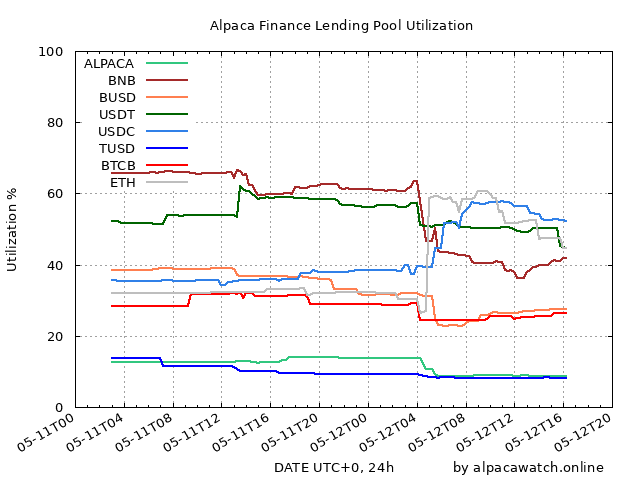 Alpaca Finance Lending Pool Utilization
100
80
60
40
20
0
Utilization %
ALPACA
BNB
BUSD
USDT
USDC
TUSD
BTCB
ETH
05-11T00
05-11T04
05-11T08
05-11T12
05-11T16
05-11T20
05-12T00
05-12T04
05-12T08
05-12T12
05-12T16
05-12T20
DATE UTC+0, 24h
by alpacawatch.online